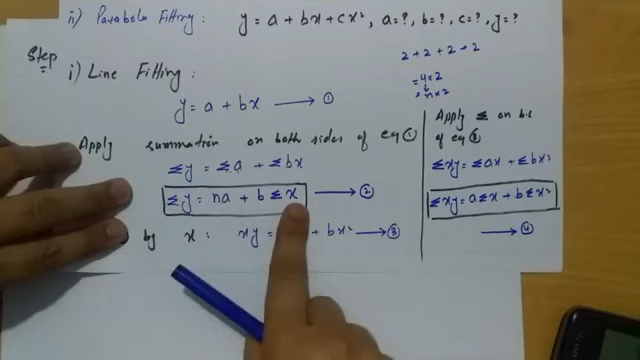 ii) Parabola Fitting: y = a + bx + cx², a=?, b=?, c=?, y=?
2 + 2 + 2 + 2
= 4 x 2
n x 2
Step
i) Line Fitting:
y = a + bx ⟶ ①
Apply summation on both sides of eq ①
Σy = Σa + Σbx
Σy = na + b Σx ⟶ ②
by x: xy = + bx² ⟶ ③
Apply Σ on b.s
of eq ③
Σxy = Σax + Σbx²
Σxy = aΣx + bΣx²
⟶ ④